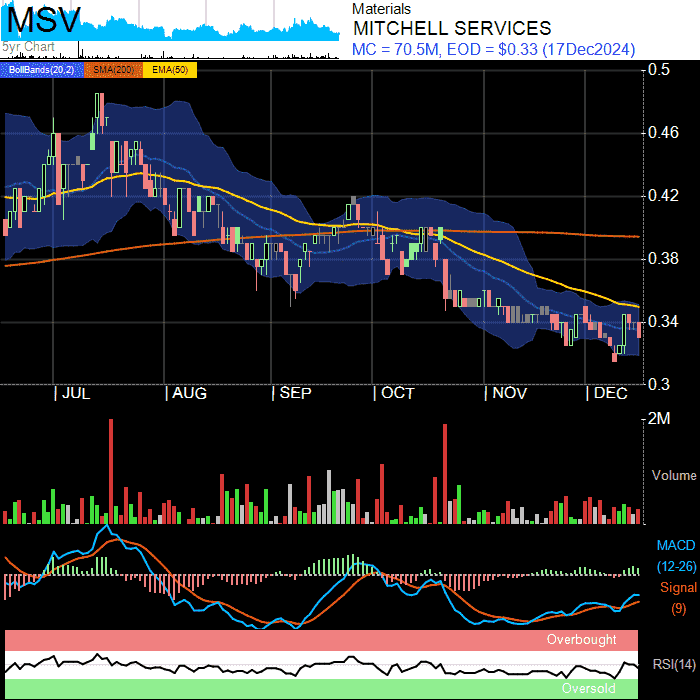 MSV
5yr Chart
Materials
MITCHELL SERVICES
MC = 70.5M, EOD = $0.33 (17Dec2024)
BollBands(20,2) SMA(200) EMA(50)
0.5
0.46
0.42
0.38
0.34
0.3
JUL AUG SEP OCT NOV DEC
2M
Volume
MACD
(12-26)
Signal
(9)
Overbought
RSI(14)
Oversold